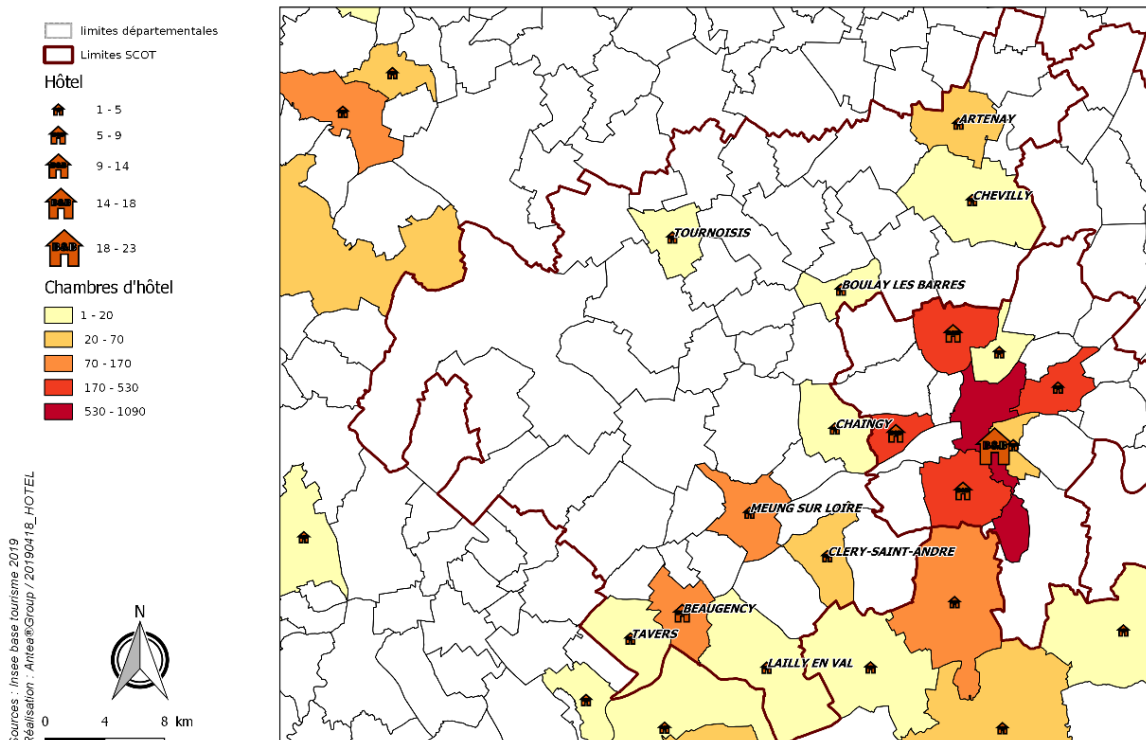 limites départementales
Limites SCOT
Hôtel
1 - 5
5 - 9
9 - 14
14 - 18
18 - 23
Chambres d'hôtel
1 - 20
20 - 70
70 - 170
170 - 530
530 - 1090
Sources : Insee base tourisme 2019
Réalisation : Antea®Group / 20190418_HOTEL
N
0 4 8 km
ARTENAY
CHEVILLY
TOURNOISIS
BOULAY LES BARRES
CHAINGY
B&B
MEUNG SUR LOÎRE
CLERY-SAINT-ANDRE
BEAUGENCY
TAVERS
LAILLY EN VAL